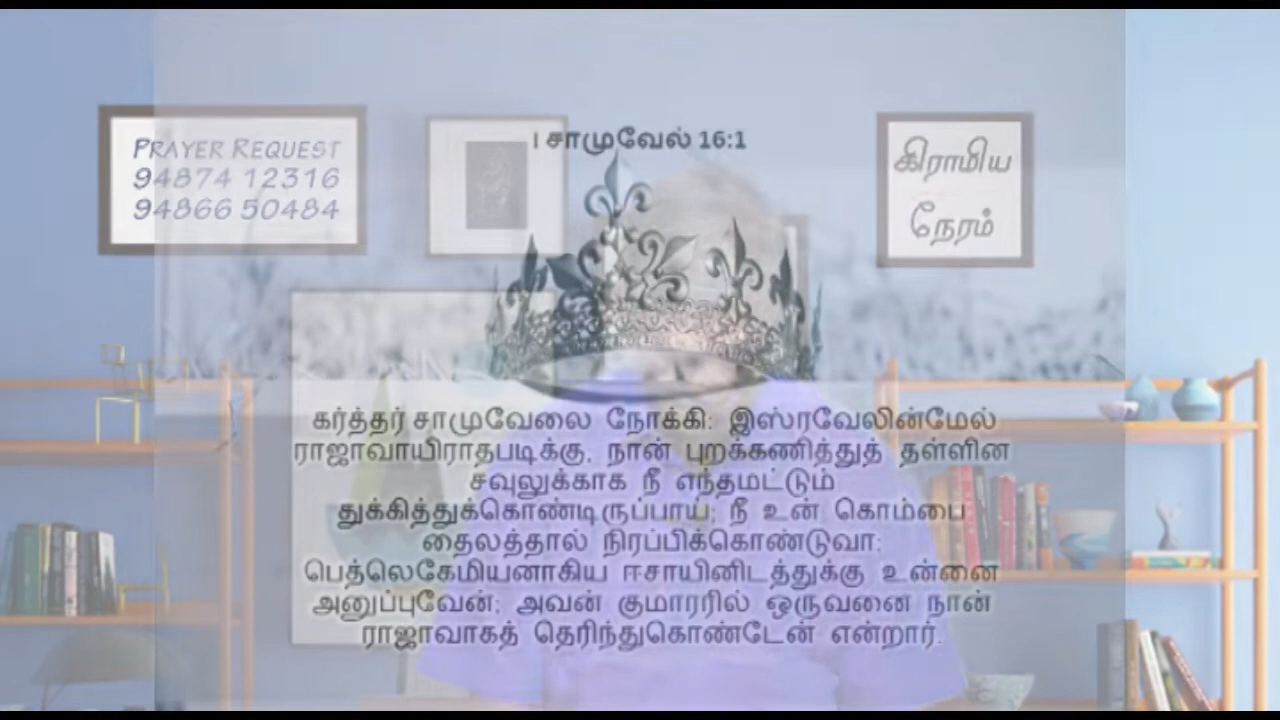 PRAYER REQUEST
94874 12316
94866 50484
I சாமுவேல் 16:1
கிராமிய
நேரம்
கர்த்தர் சாமுவேலை நோக்கி: இஸ்ரவேலின்மேல்
ராஜாவாயிராதபடிக்கு, நான் புறக்கணித்துத் தள்ளின
சவுலுக்காக நீ எந்தமட்டும்
துக்கித்துக்கொண்டிருப்பாய்; நீ உன் கொம்பை
தைலத்தால் நிரப்பிக்கொண்டுவா;
பெத்லெகேமியனாகிய ஈசாயினிடத்துக்கு உன்னை
அனுப்புவேன்; அவன் குமாரரில் ஒருவனை நான்
ராஜாவாகத் தெரிந்துகொண்டேன் என்றார்.